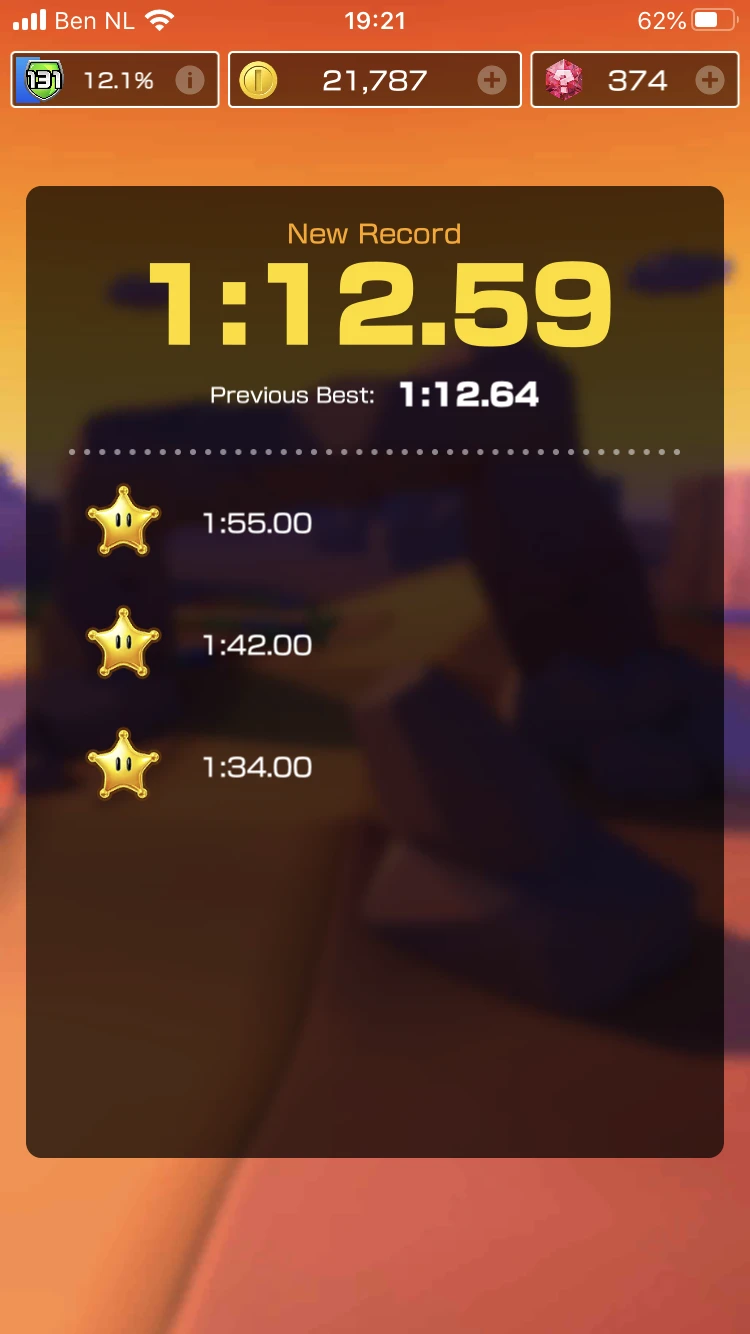 Ben NL 19:21 62%
131 12.1% i 21,787 + 374 +
New Record
1:12.59
Previous Best: 1:12.64
1:55.00
1:42.00
1:34.00